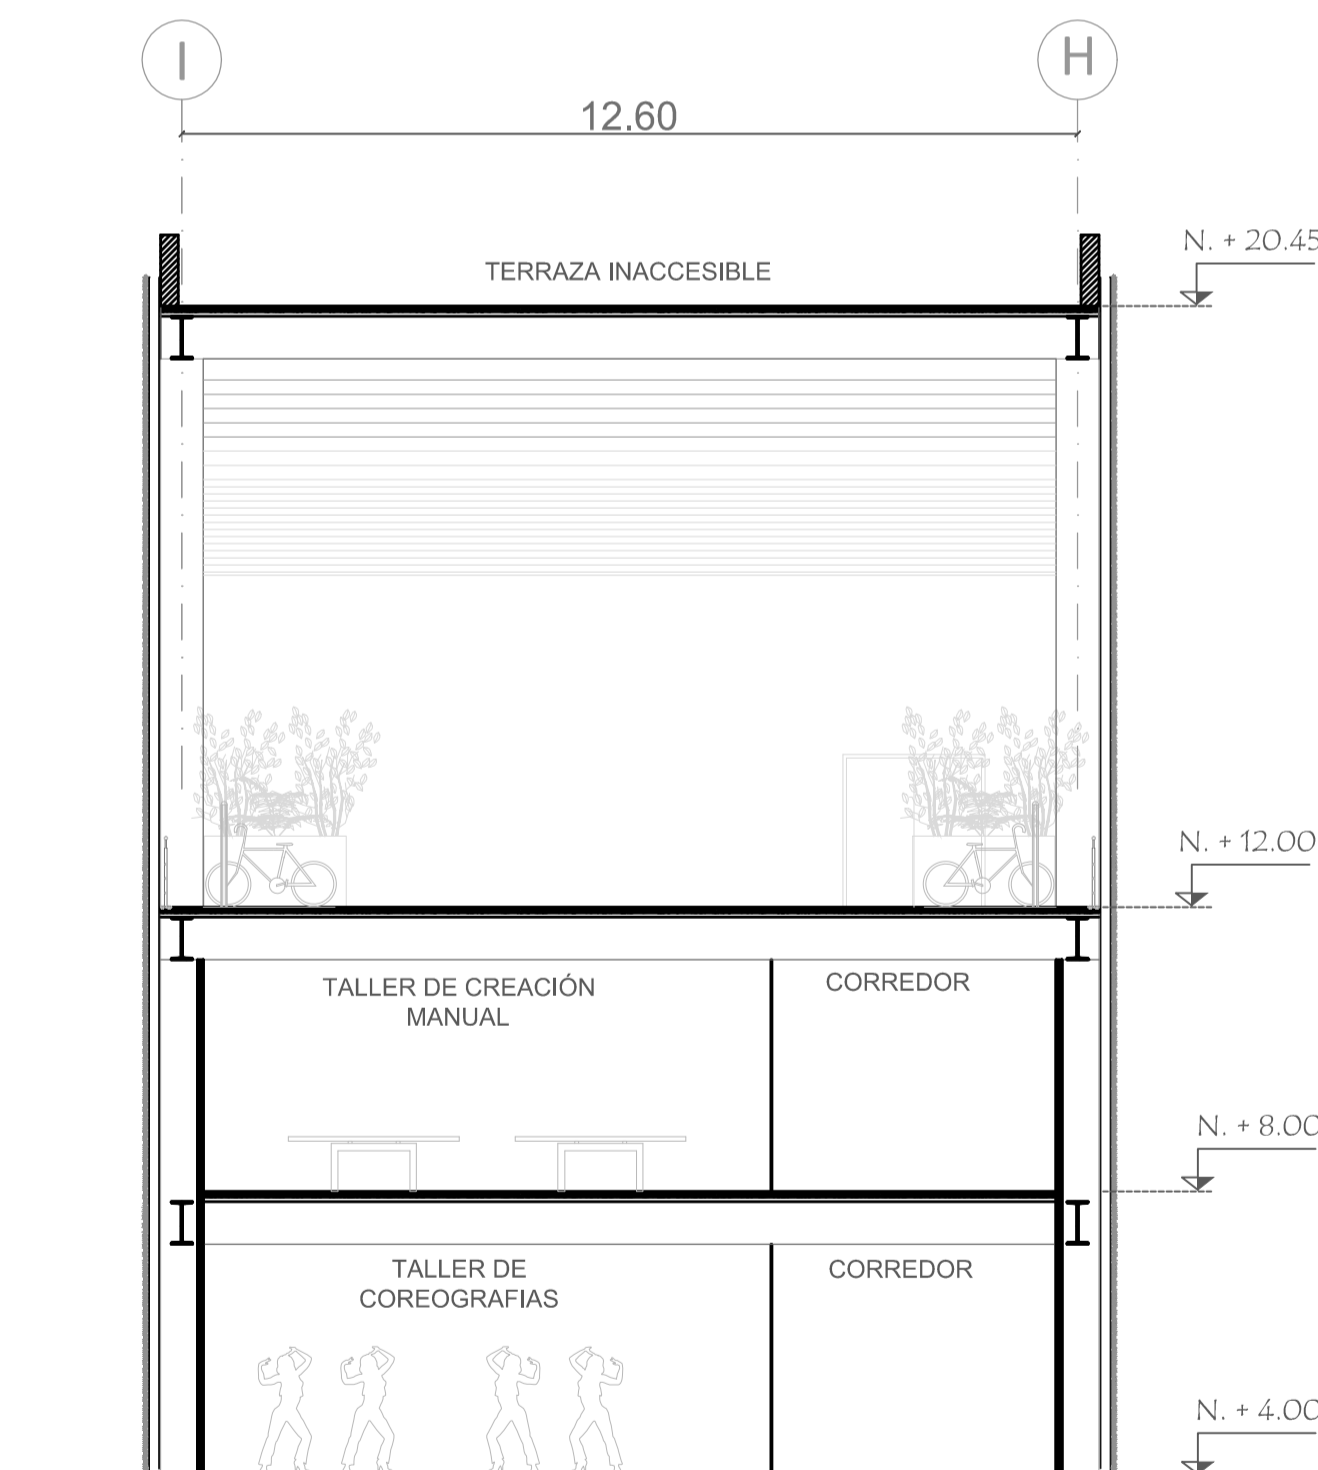 I
H
12.60
N. + 20.45
TERRAZA INACCESIBLE
N. + 12.00
TALLER DE CREACIÓN
MANUAL
CORREDOR
N. + 8.00
TALLER DE
COREOGRAFIAS
CORREDOR
N. + 4.00